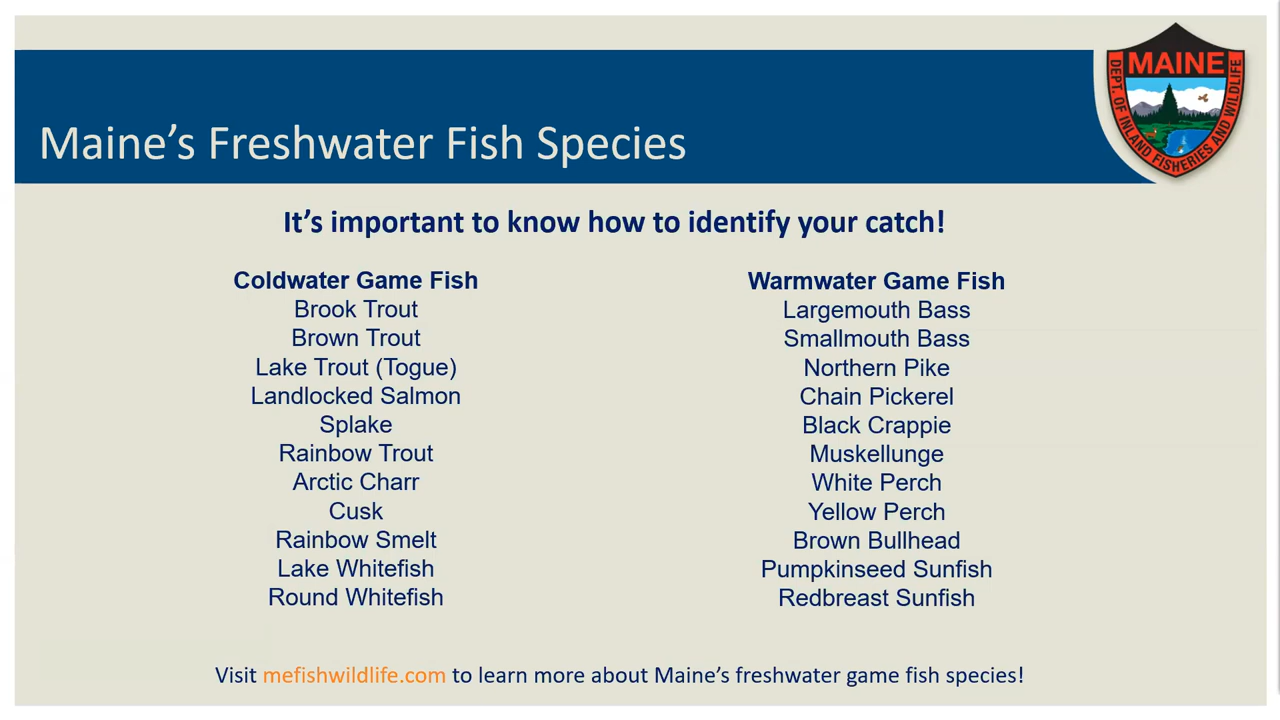 MAINE
DEPT. OF INLAND FISHERIES AND WILDLIFE
Maine's Freshwater Fish Species
It's important to know how to identify your catch!
Coldwater Game Fish
Brook Trout
Brown Trout
Lake Trout (Togue)
Landlocked Salmon
Splake
Rainbow Trout
Arctic Charr
Cusk
Rainbow Smelt
Lake Whitefish
Round Whitefish
Warmwater Game Fish
Largemouth Bass
Smallmouth Bass
Northern Pike
Chain Pickerel
Black Crappie
Muskellunge
White Perch
Yellow Perch
Brown Bullhead
Pumpkinseed Sunfish
Redbreast Sunfish
Visit mefishwildlife.com to learn more about Maine's freshwater game fish species!